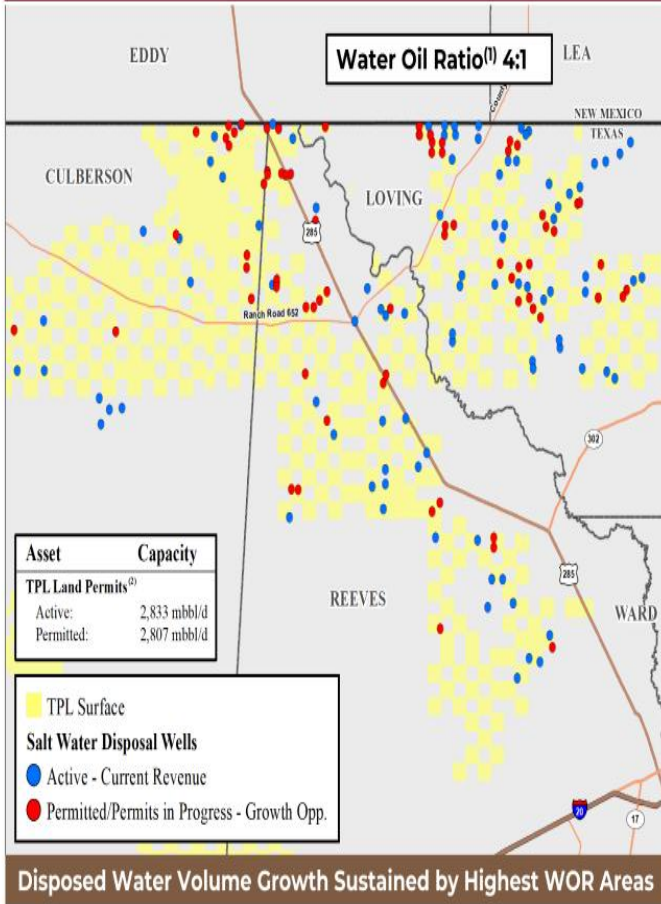 EDDY
Water Oil Ratio(1) 4:1
LEA
County
NEW MEXICO
TEXAS
CULBERSON
LOVING
285
Ranch Road 652
302
Asset Capacity
TPL Land Permits(2)
Active: 2,833 mbbl/d
Permitted: 2,807 mbbl/d
REEVES
285
WARD
TPL Surface
Salt Water Disposal Wells
Active - Current Revenue
Permitted/Permits in Progress - Growth Opp.
20
17
Disposed Water Volume Growth Sustained by Highest WOR Areas